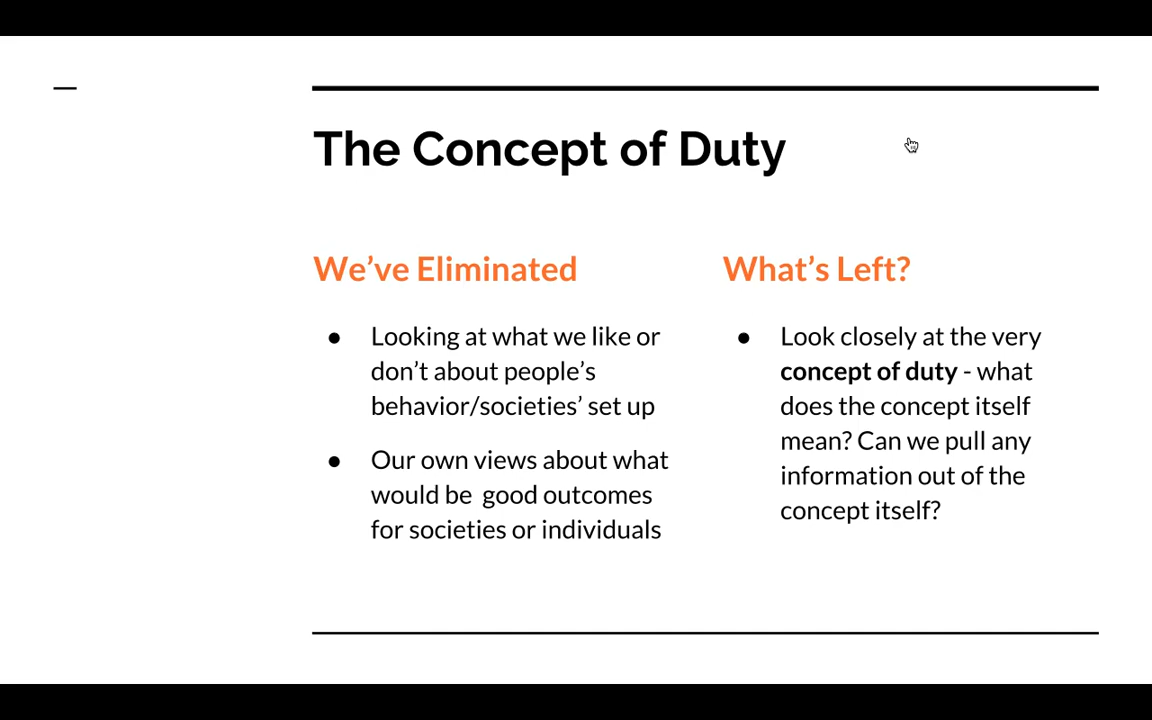 The Concept of Duty
We've Eliminated
● Looking at what we like or
don't about people's
behavior/societies' set up
● Our own views about what
would be  good outcomes
for societies or individuals
What's Left?
● Look closely at the very
concept of duty - what
does the concept itself
mean? Can we pull any
information out of the
concept itself?